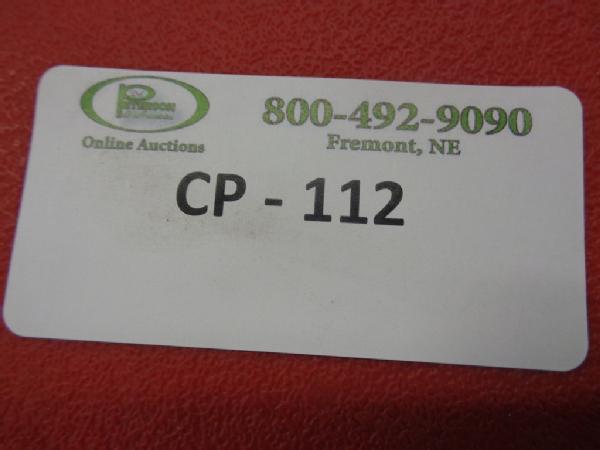 800-492-9090
Online Auctions
Fremont, NE
CP - 112